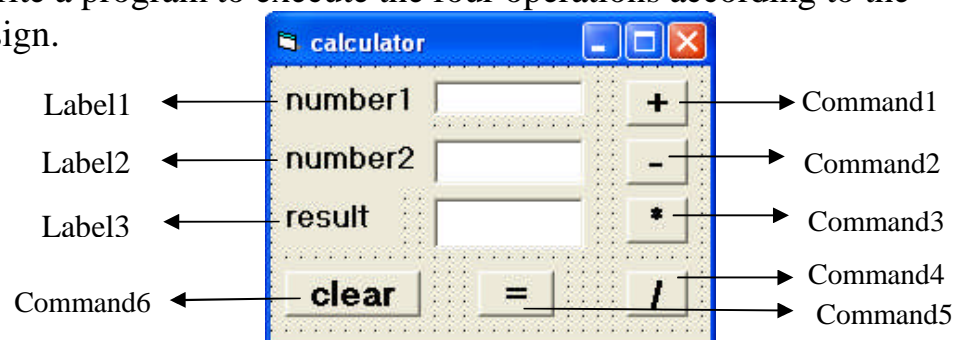 write a program to execute the four operations according to the
sign.
calculator
Label1 number1 + Command1
Label2 number2 - Command2
Label3 result * Command3
Command6 clear = / Command4
Command5